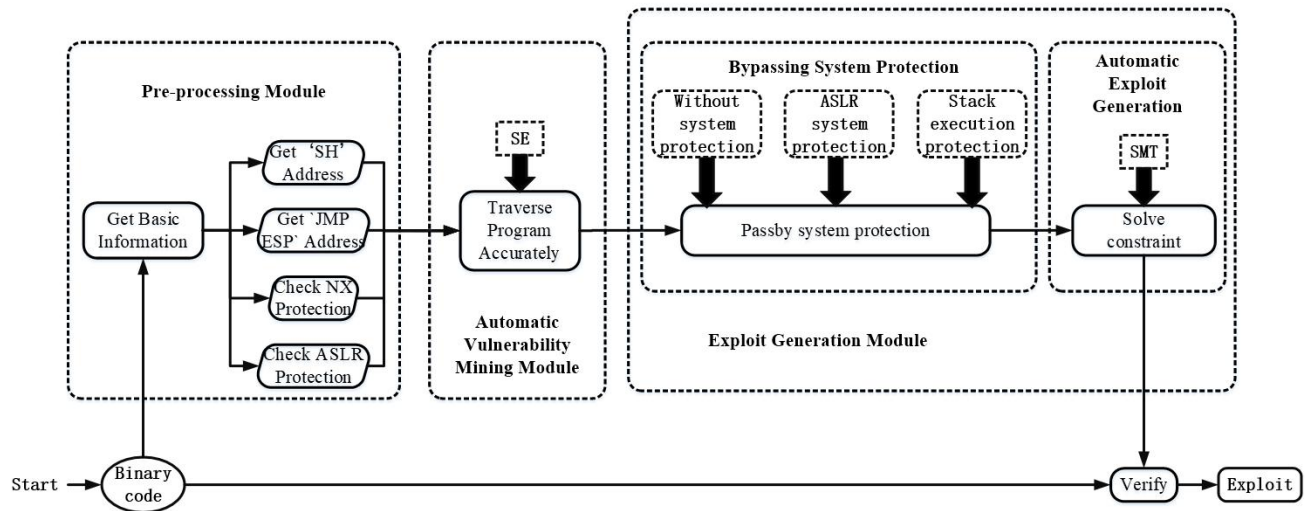 Pre-processing Module
Get Basic
Information
Get ‘SH’
Address
Get `JMP
ESP` Address
Check NX
Protection
Check ASLR
Protection
SE
Traverse
Program
Accurately
Automatic
Vulnerability
Mining Module
Bypassing System Protection
Without
system
protection
ASLR
system
protection
Stack
execution
protection
Passby system protection
Automatic
Exploit
Generation
SMT
Solve
constraint
Exploit Generation Module
Start
Binary
code
Verify
Exploit